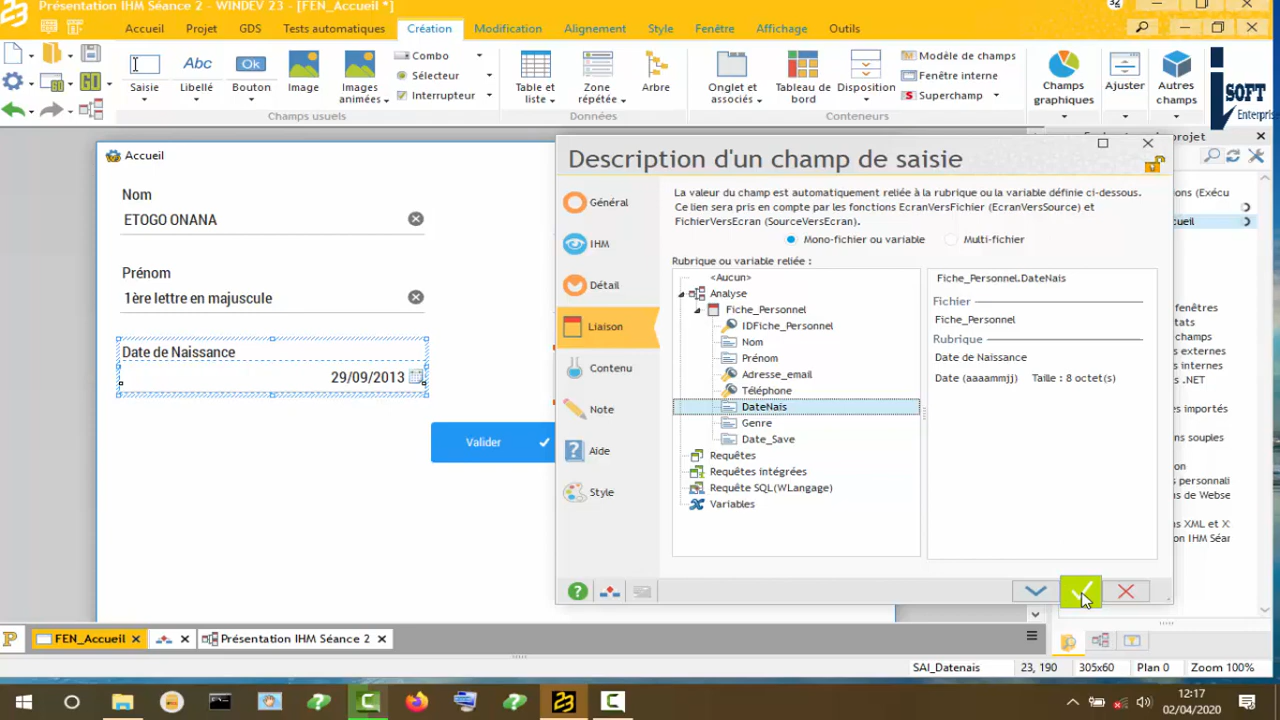 Présentation IHM Séance 2 - WINDEV 23 - [FEN_Accueil *]
Accueil Projet GDS Tests automatiques Création Modification Alignement Style Fenêtre Affichage Outils
Combo
Sélecteur
Interrupteur
Modèle de champs
Fenêtre interne
Superchamp
Saisie Libellé Bouton Image Images animées Table et liste Zone répétée Arbre Onglet et associés Tableau de bord Disposition Champs graphiques Ajuster Autres champs
Champs usuels Données Conteneurs
SOFT
Enterprise
Accueil
Nom
ETOGO ONANA
Prénom
1ère lettre en majuscule
Date de Naissance
29/09/2013
Valider
Description d'un champ de saisie
Général
IHM
Détail
Liaison
Contenu
Note
Aide
Style
La valeur du champ est automatiquement reliée à la rubrique ou la variable définie ci-dessous.
Ce lien sera pris en compte par les fonctions EcranVersFichier (EcranVersSource) et
FichierVersEcran (SourceVersEcran).
Mono-fichier ou variable Multi-fichier
Rubrique ou variable reliée :
<Aucun>
Analyse
Fiche_Personnel
IDFiche_Personnel
Nom
Prénom
Adresse_email
Téléphone
DateNais
Genre
Date_Save
Requêtes
Requêtes intégrées
Requête SQL(WLangage)
Variables
Fiche_Personnel.DateNais
Fichier
Fiche_Personnel
Rubrique
Date de Naissance
Date (aaaammjj) Taille : 8 octet(s)
FEN_Accueil Présentation IHM Séance 2
SAI_Datenais 23, 190 305x60 Plan 0 Zoom 100%
12:17
02/04/2020